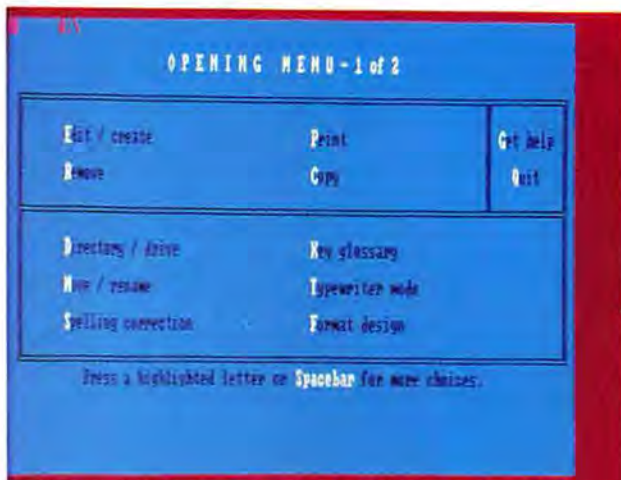 OPENING MENU - 1 of 2
Edit / create Print Get help
Remove Copy Quit
Directory / drive Key glossary
Move / rename Typewriter mode
Spelling correction Format design
Press a highlighted letter or Spacebar for more choices.